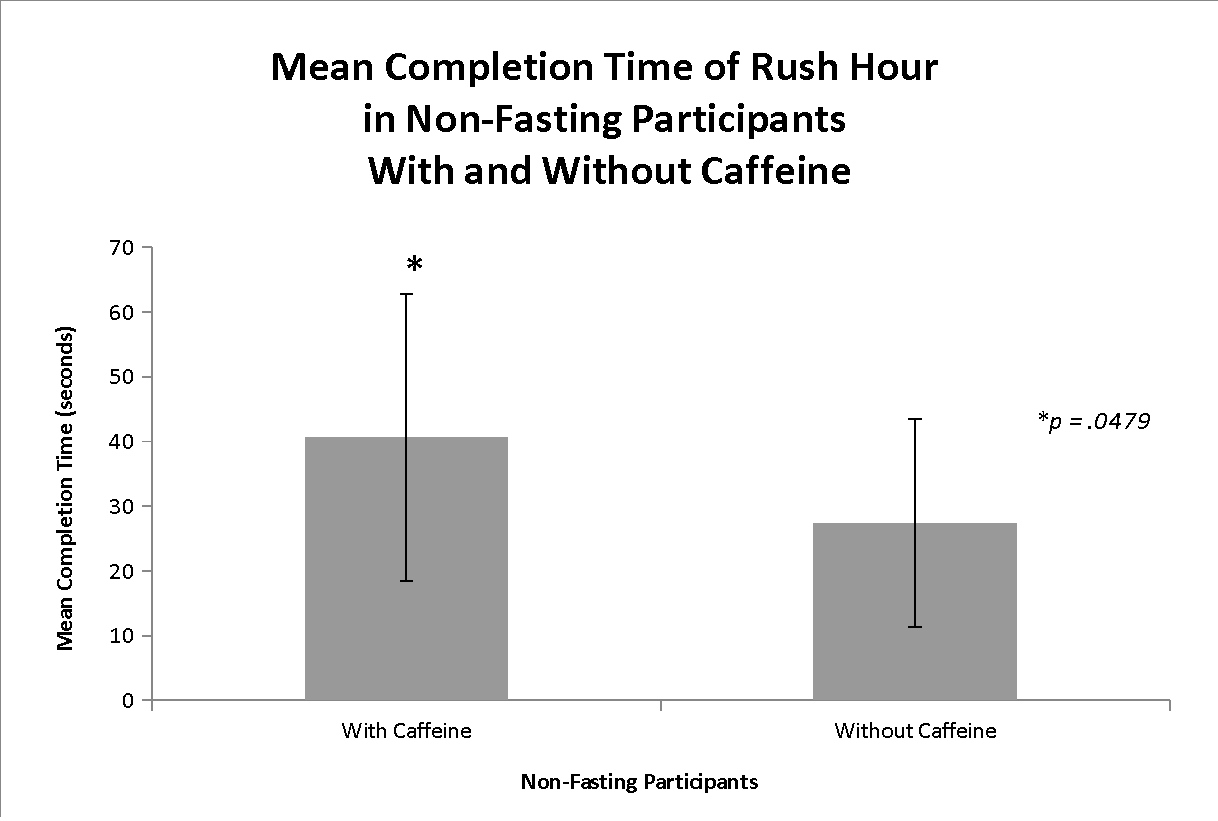 Mean Completion Time of Rush Hour
in Non-Fasting Participants
With and Without Caffeine
70
60
50
40
30
20
10
0
Mean Completion Time (seconds)
*
*p = .0479
With Caffeine
Without Caffeine
Non-Fasting Participants